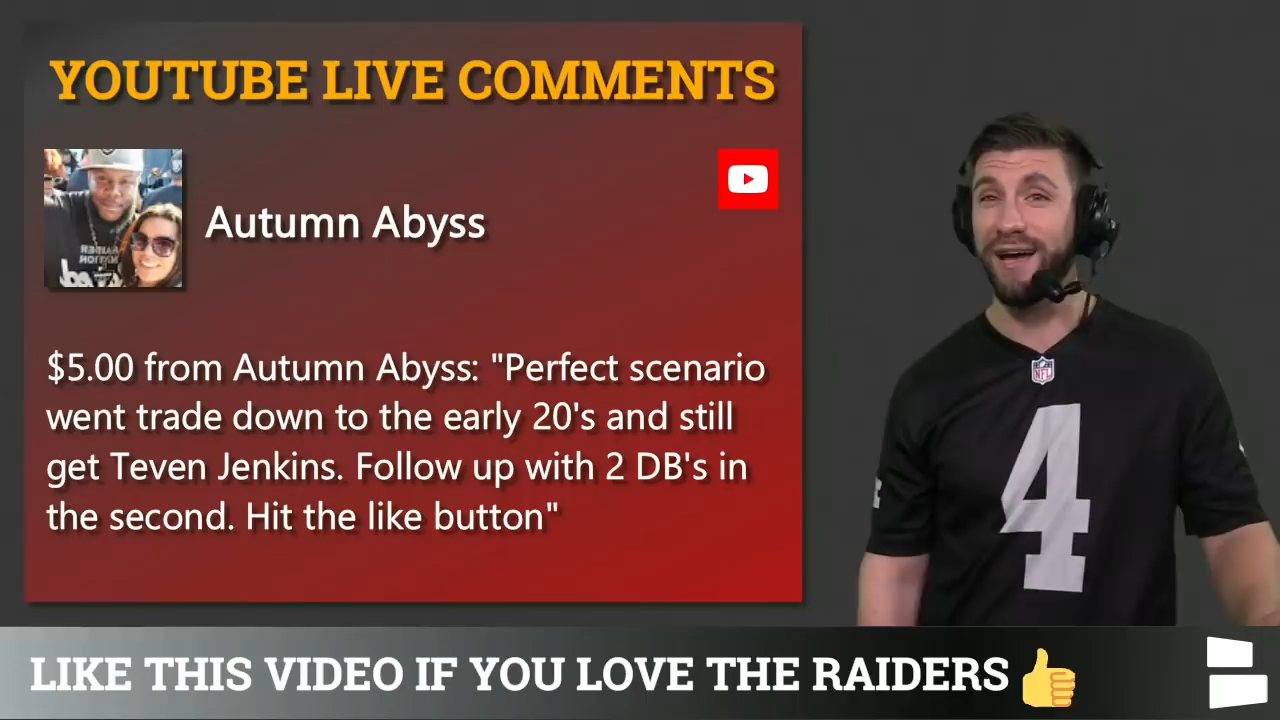 YOUTUBE LIVE COMMENTS
Autumn Abyss
$5.00 from Autumn Abyss: "Perfect scenario
went trade down to the early 20's and still
get Teven Jenkins. Follow up with 2 DB's in
the second. Hit the like button"
NFL
4
LIKE THIS VIDEO IF YOU LOVE THE RAIDERS